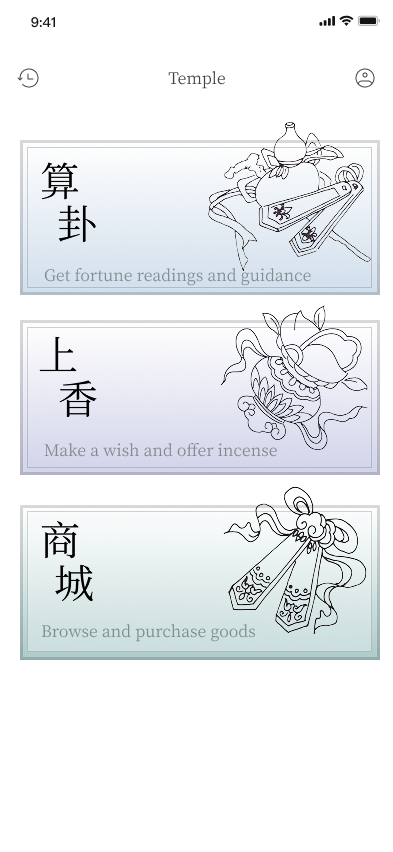 9:41
Temple
算
卦
Get fortune readings and guidance
上
香
Make a wish and offer incense
商
城
Browse and purchase goods